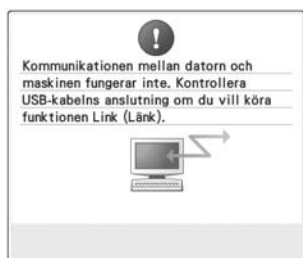 Kommunikationen mellan datorn och
maskinen fungerar inte. Kontrollera
USB-kabelns anslutning om du vill köra
funktionen Link (Länk).